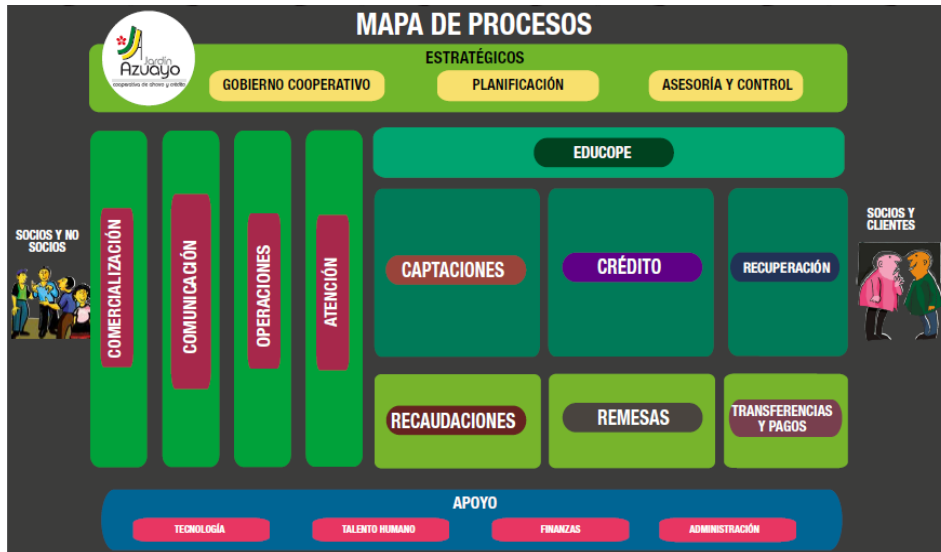 MAPA DE PROCESOS
Jardín
Azuayo
cooperativa de ahorro y crédito
ESTRATÉGICOS
GOBIERNO COOPERATIVO
PLANIFICACIÓN
ASESORÍA Y CONTROL
SOCIOS Y NO
SOCIOS
COMERCIALIZACIÓN
COMUNICACIÓN
OPERACIONES
ATENCIÓN
EDUCOPE
CAPTACIONES
CRÉDITO
RECUPERACIÓN
RECAUDACIONES
REMESAS
TRANSFERENCIAS
Y PAGOS
SOCIOS Y
CLIENTES
APOYO
TECNOLOGÍA
TALENTO HUMANO
FINANZAS
ADMINISTRACIÓN